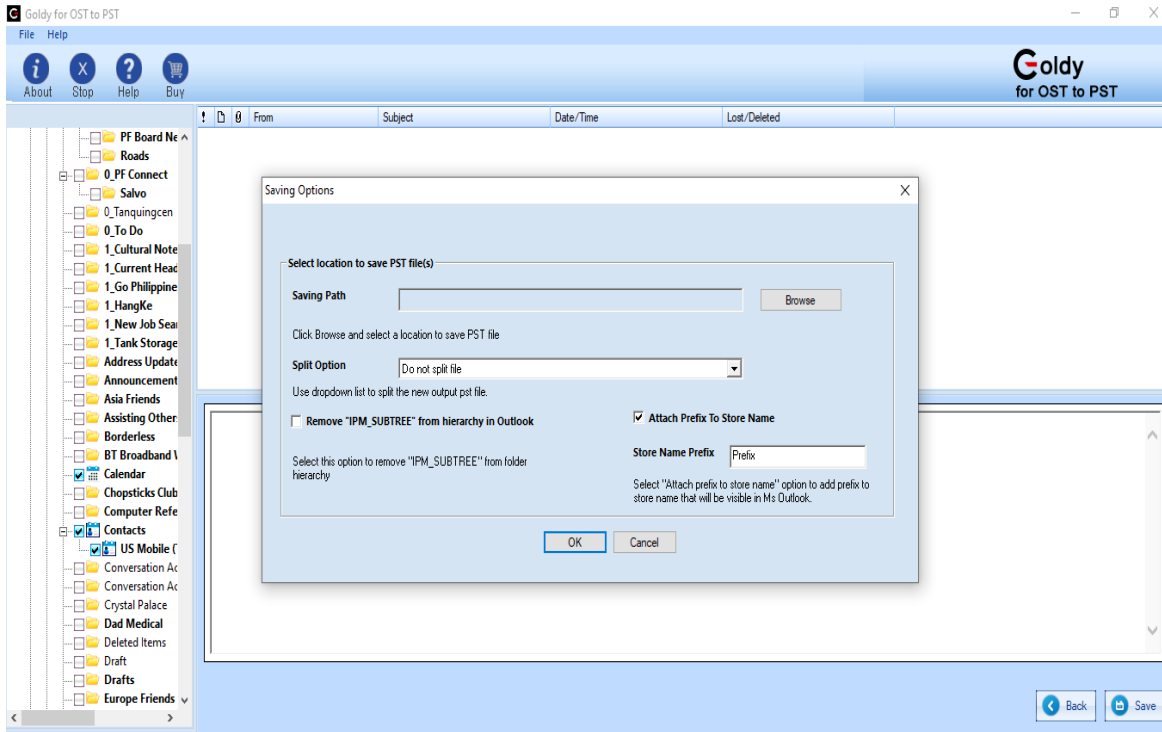 Goldy for OST to PST
File Help
About Stop Help Buy
Goldy
for OST to PST
! From Subject Date/Time Lost/Deleted
PF Board Ne
Roads
0_PF Connect
Salvo
0_Tanquingcen
0_To Do
1_Cultural Note
1_Current Head
1_Go Philippine
1_HangKe
1_New Job Sear
1_Tank Storage
Address Update
Announcement
Asia Friends
Assisting Other
Borderless
BT Broadband
Calendar
Chopsticks Club
Computer Refe
Contacts
US Mobile (
Conversation Ac
Conversation Ac
Crystal Palace
Dad Medical
Deleted Items
Draft
Drafts
Europe Friends
Saving Options
Select location to save PST file(s)
Saving Path Browse
Click Browse and select a location to save PST file
Split Option Do not split file
Use dropdown list to split the new output pst file.
Remove "IPM_SUBTREE" from hierarchy in Outlook
Select this option to remove "IPM_SUBTREE" from folder
hierarchy
Attach Prefix To Store Name
Store Name Prefix Prefix
Select "Attach prefix to store name" option to add prefix to
store name that will be visible in Ms Outlook.
OK Cancel
Back Save